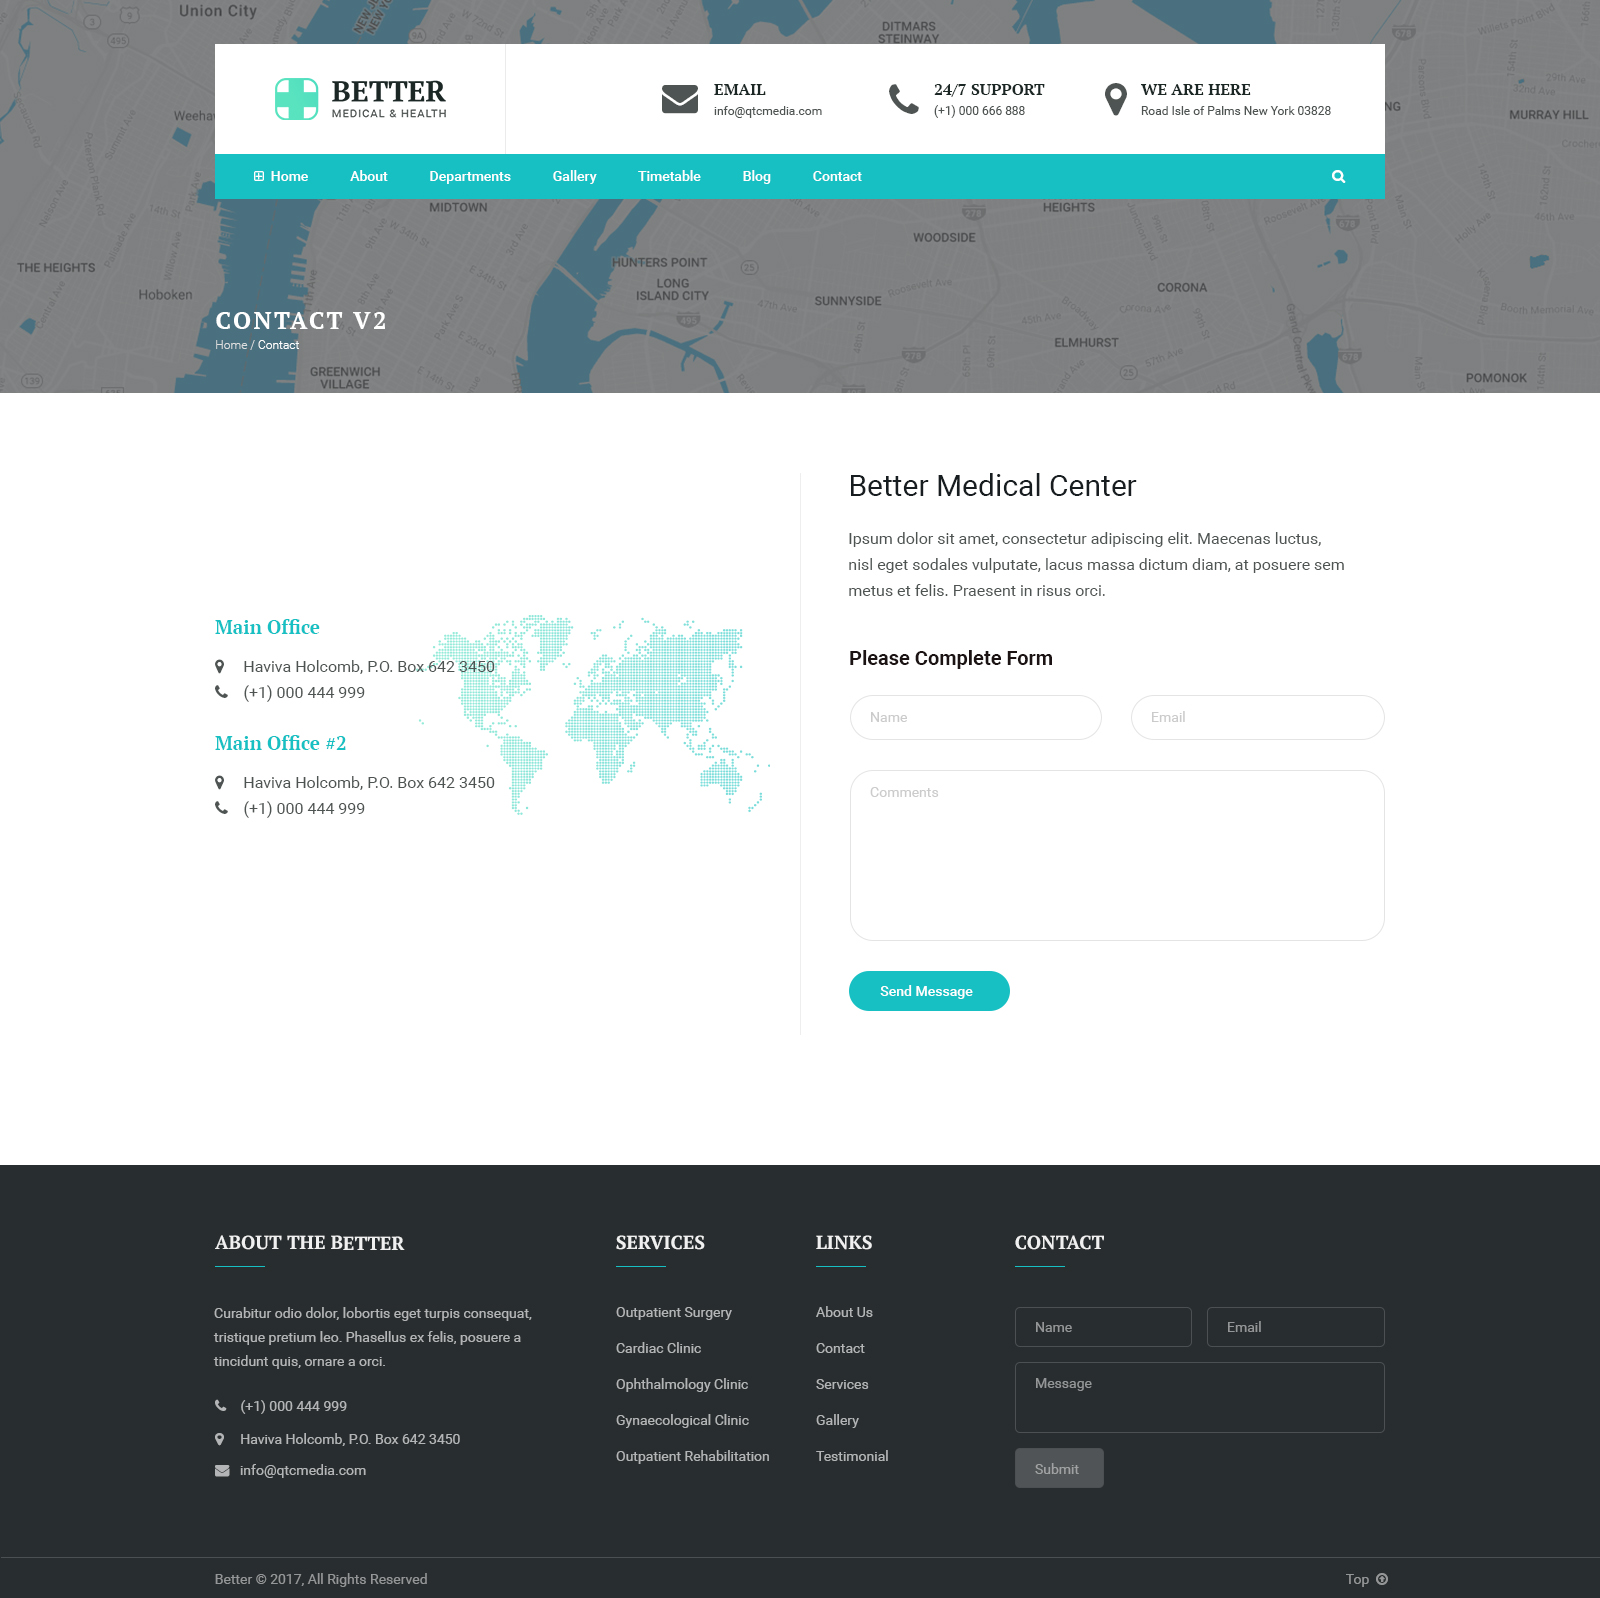 Union City
DITMARS
STEINWAY
BETTER
MEDICAL & HEALTH
EMAIL
info@qtcmedia.com
24/7 SUPPORT
(+1) 000 666 888
WE ARE HERE
Road Isle of Palms New York 03828
MURRAY HILL
Home
About
Departments
Gallery
Timetable
Blog
Contact
MIDTOWN
HEIGHTS
WOODSIDE
THE HEIGHTS
HUNTERS POINT
LONG
ISLAND CITY
Hoboken
SUNNYSIDE
CORONA
CONTACT V2
Home / Contact
ELMHURST
GREENWICH
VILLAGE
POMONOK
Better Medical Center
Ipsum dolor sit amet, consectetur adipiscing elit. Maecenas luctus,
nisl eget sodales vulputate, lacus massa dictum diam, at posuere sem
metus et felis. Praesent in risus orci.
Main Office
Haviva Holcomb, P.O. Box 642 3450
(+1) 000 444 999
Main Office #2
Haviva Holcomb, P.O. Box 642 3450
(+1) 000 444 999
Please Complete Form
Name
Email
Comments
Send Message
ABOUT THE BETTER
Curabitur odio dolor, lobortis eget turpis consequat,
tristique pretium leo. Phasellus ex felis, posuere a
tincidunt quis, ornare a orci.
(+1) 000 444 999
Haviva Holcomb, P.O. Box 642 3450
info@qtcmedia.com
SERVICES
Outpatient Surgery
Cardiac Clinic
Ophthalmology Clinic
Gynaecological Clinic
Outpatient Rehabilitation
LINKS
About Us
Contact
Services
Gallery
Testimonial
CONTACT
Name
Email
Message
Submit
Better © 2017, All Rights Reserved
Top